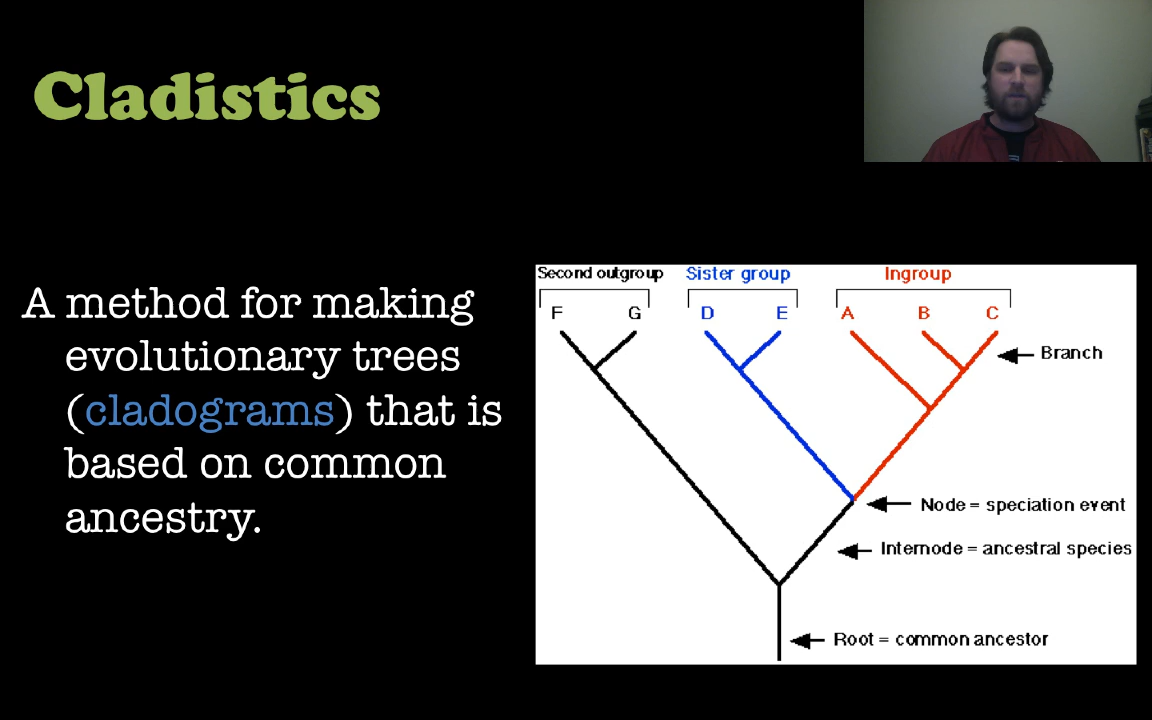 Cladistics
A method for making
evolutionary trees
(cladograms) that is
based on common
ancestry.
Second outgroup Sister group Ingroup
F G D E A B C
Branch
Node = speciation event
Internode = ancestral species
Root = common ancestor